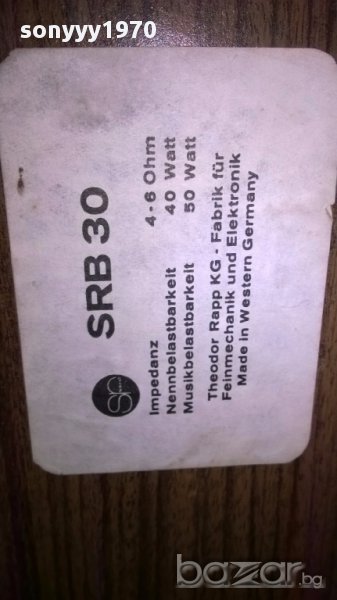 sonyyy1970
SRB 30
Impedanz 4-6 Ohm
Nennbelastbarkeit 40 Watt
Musikbelastbarkeit 50 Watt
Theodor Rapp KG - Fabrik für
Feinmechanik und Elektronik
Made in Western Germany
bazar.bg